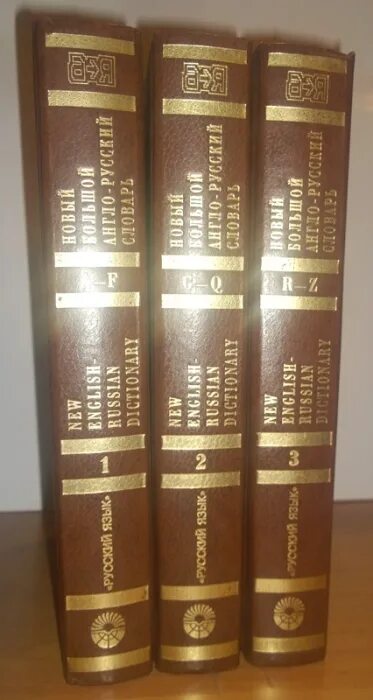 НОВЫЙ
БОЛЬШОЙ
АНГЛО-РУССКИЙ
СЛОВАРЬ
-F
NEW
ENGLISH-
RUSSIAN
DICTIONARY
1
«РУССКИЙ ЯЗЫК»
НОВЫЙ
БОЛЬШОЙ
АНГЛО-РУССКИЙ
СЛОВАРЬ
G-Q
NEW
ENGLISH-
RUSSIAN
DICTIONARY
2
«РУССКИЙ ЯЗЫК»
НОВЫЙ
БОЛЬШОЙ
АНГЛО-РУССКИЙ
СЛОВАРЬ
R-Z
NEW
ENGLISH-
RUSSIAN
DICTIONARY
3
«РУССКИЙ ЯЗЫК»